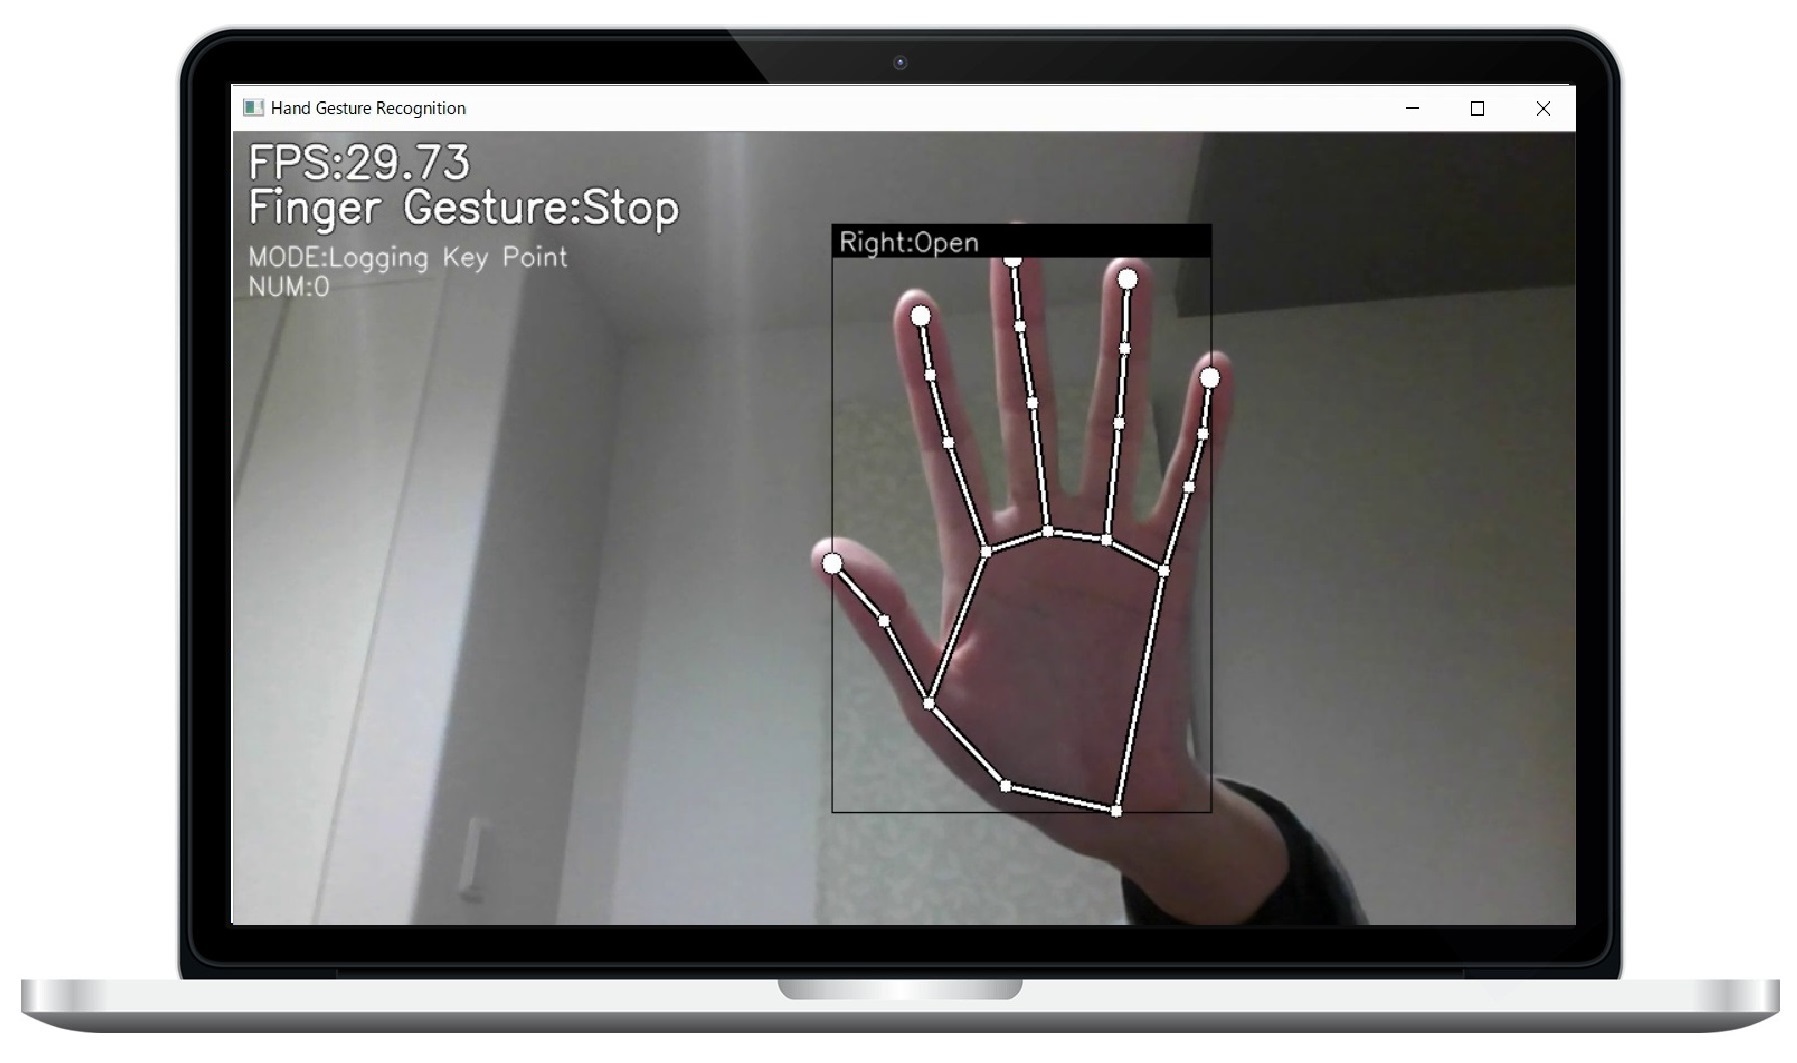 Hand Gesture Recognition
FPS:29.73
Finger Gesture:Stop
MODE:Logging Key Point
NUM:0
Right:Open